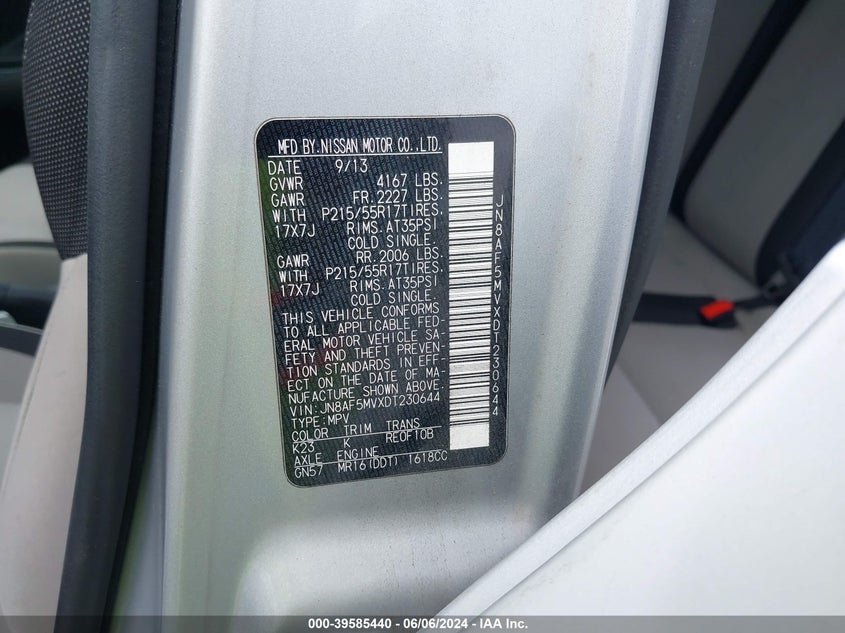 MFD BY NISSAN MOTOR CO.,LTD.
DATE 9/13
GVWR 4167 LBS.
GAWR FR. 2227 LBS.
WITH P215/55R17TIRES.
17X7J RIMS. AT35PSI
COLD SINGLE.
GAWR RR. 2006 LBS.
WITH P215/55R17TIRES.
17X7J RIMS. AT35PSI
COLD SINGLE.
THIS VEHICLE CONFORMS
TO ALL APPLICABLE FED-
ERAL MOTOR VEHICLE SA-
FETY AND THEFT PREVEN-
TION STANDARDS IN EFF-
ECT ON THE DATE OF MA-
NUFACTURE SHOWN ABOVE.
VIN:JN8AF5MVXDT230644
TYPE:MPV
COLOR TRIM TRANS
K23 K RE0F10B
AXLE ENGINE
GN57 MR16(DDT) 1618CC
JN8AF5MVXDT230644
000-39585440 - 06/06/2024 - IAA Inc.